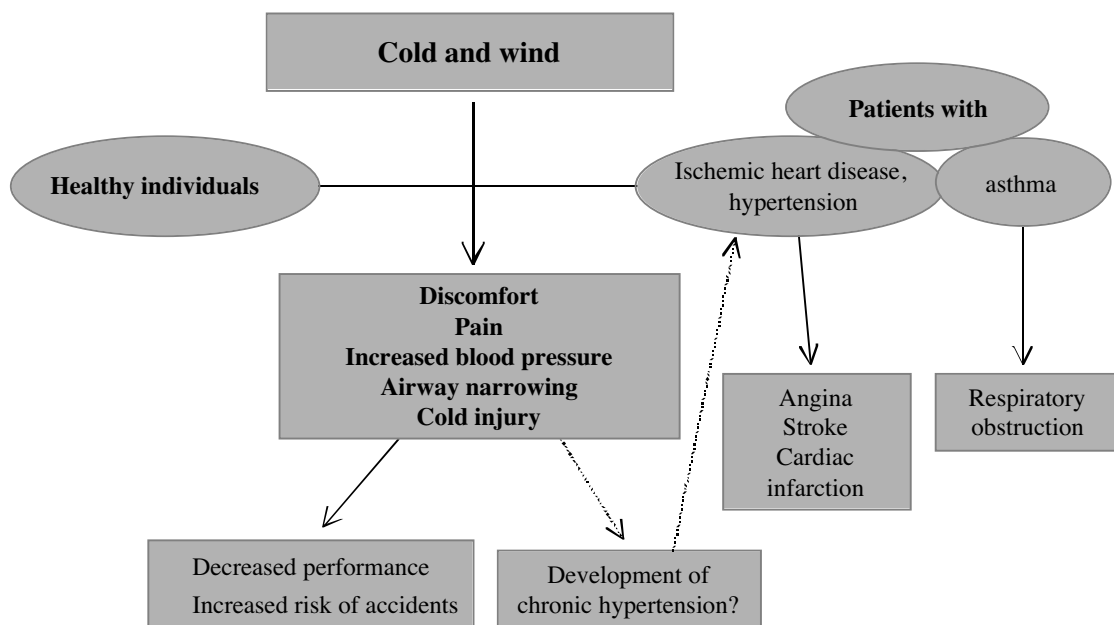 Cold and wind
Patients with
Healthy individuals
Ischemic heart disease,
hypertension
asthma
Discomfort
Pain
Increased blood pressure
Airway narrowing
Cold injury
Angina
Stroke
Cardiac
infarction
Respiratory
obstruction
Decreased performance
Increased risk of accidents
Development of
chronic hypertension?